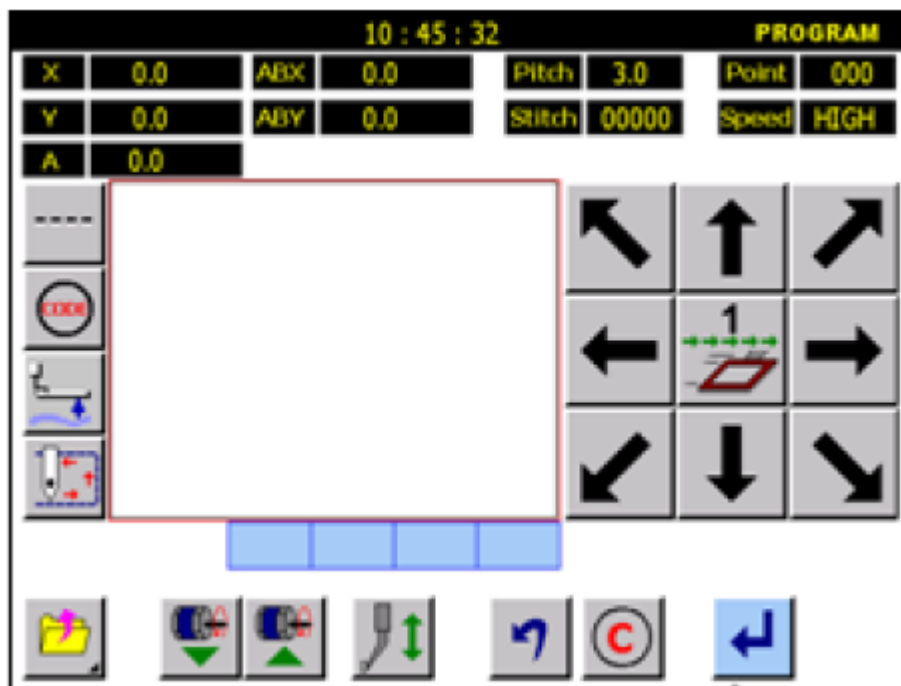 10 : 45 : 32 PROGRAM
X 0.0 ABX 0.0 Pitch 3.0 Point 000
Y 0.0 ABY 0.0 Stitch 00000 Speed HIGH
A 0.0
----
CODE
1
C